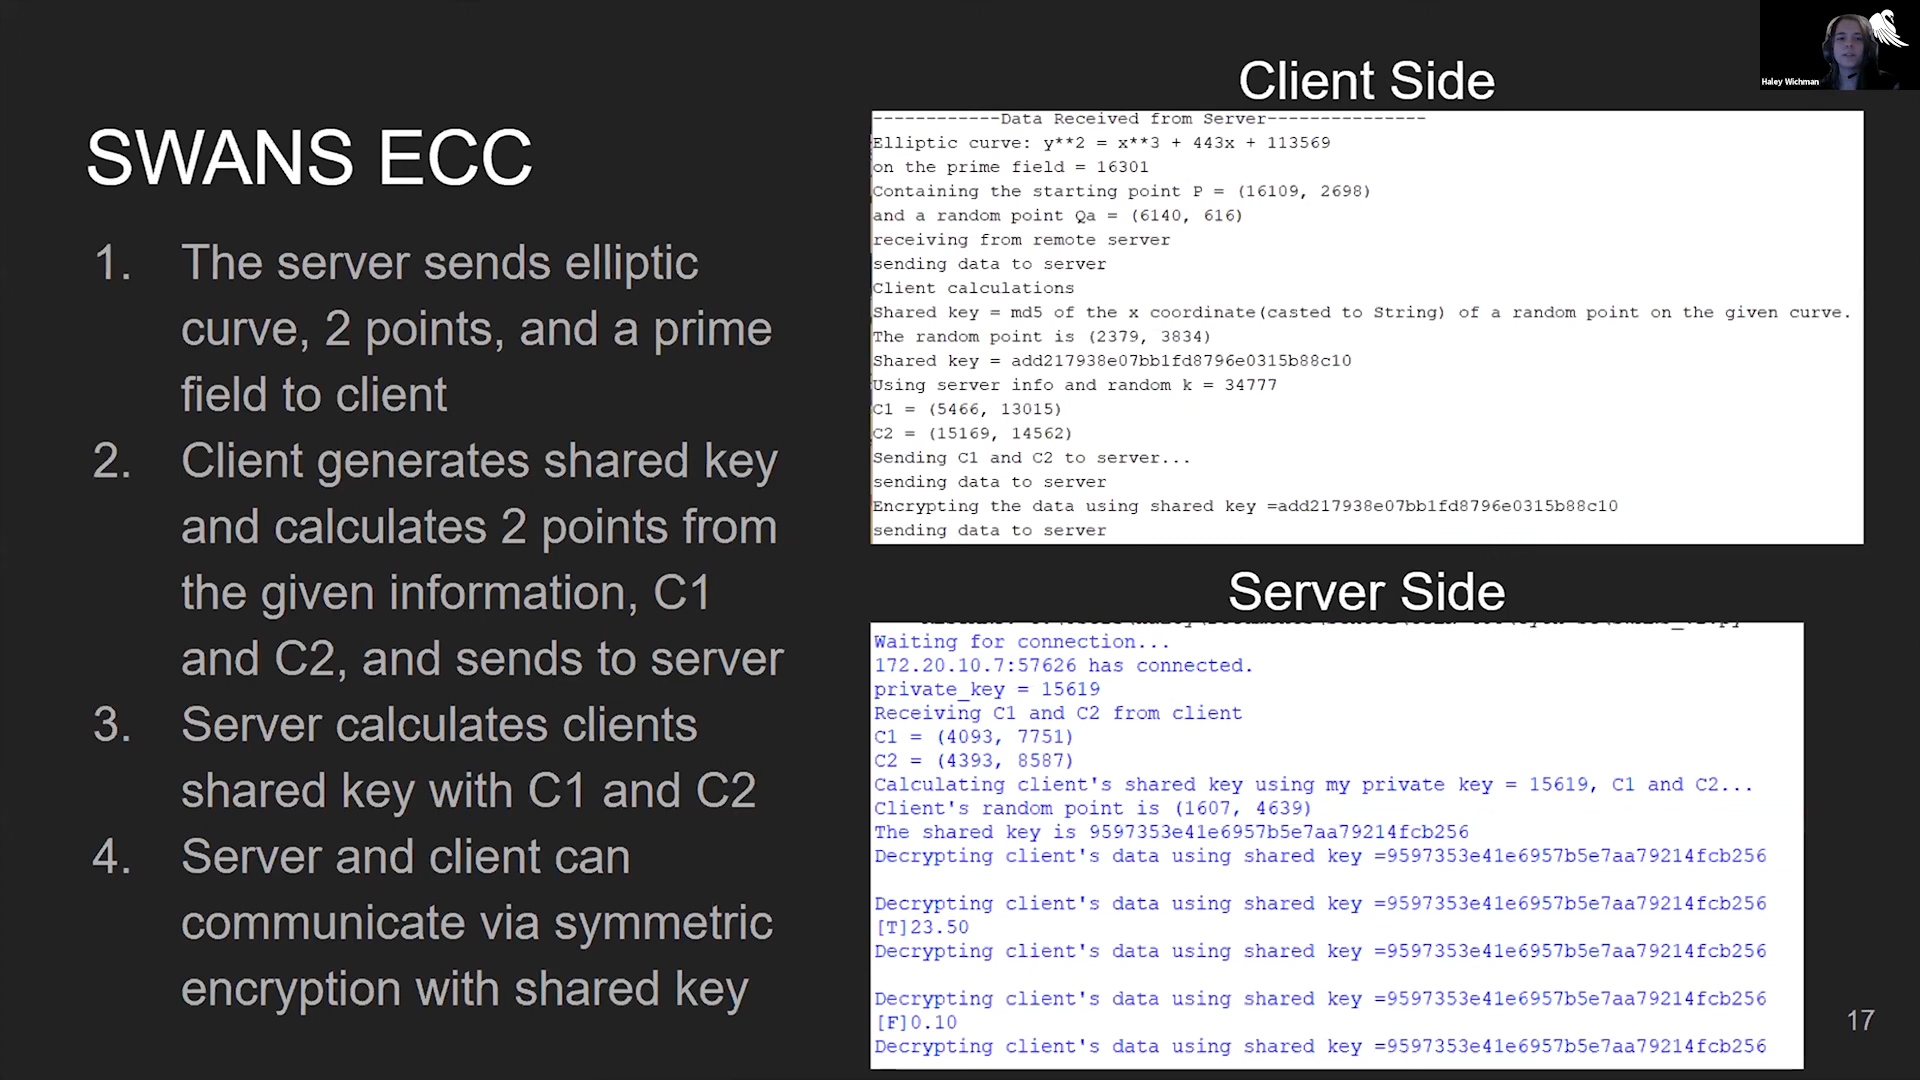 SWANS ECC
1. The server sends elliptic
curve, 2 points, and a prime
field to client
2. Client generates shared key
and calculates 2 points from
the given information, C1
and C2, and sends to server
3. Server calculates clients
shared key with C1 and C2
4. Server and client can
communicate via symmetric
encryption with shared key
Client Side
------------Data Received from Server---------------
Elliptic curve: y**2 = x**3 + 443x + 113569
on the prime field = 16301
Containing the starting point P = (16109, 2698)
and a random point Qa = (6140, 616)
receiving from remote server
sending data to server
Client calculations
Shared key = md5 of the x coordinate(casted to String) of a random point on the given curve.
The random point is (2379, 3834)
Shared key = add217938e07bb1fd8796e0315b88c10
Using server info and random k = 34777
C1 = (5466, 13015)
C2 = (15169, 14562)
Sending C1 and C2 to server...
sending data to server
Encrypting the data using shared key =add217938e07bb1fd8796e0315b88c10
sending data to server
Server Side
Waiting for connection...
172.20.10.7:57626 has connected.
private_key = 15619
Receiving C1 and C2 from client
C1 = (4093, 7751)
C2 = (4393, 8587)
Calculating client's shared key using my private key = 15619, C1 and C2...
Client's random point is (1607, 4639)
The shared key is 9597353e41e6957b5e7aa79214fcb256
Decrypting client's data using shared key =9597353e41e6957b5e7aa79214fcb256
Decrypting client's data using shared key =9597353e41e6957b5e7aa79214fcb256
[T]23.50
Decrypting client's data using shared key =9597353e41e6957b5e7aa79214fcb256
Decrypting client's data using shared key =9597353e41e6957b5e7aa79214fcb256
[F]0.10
Decrypting client's data using shared key =9597353e41e6957b5e7aa79214fcb256
17
Haley Wichman